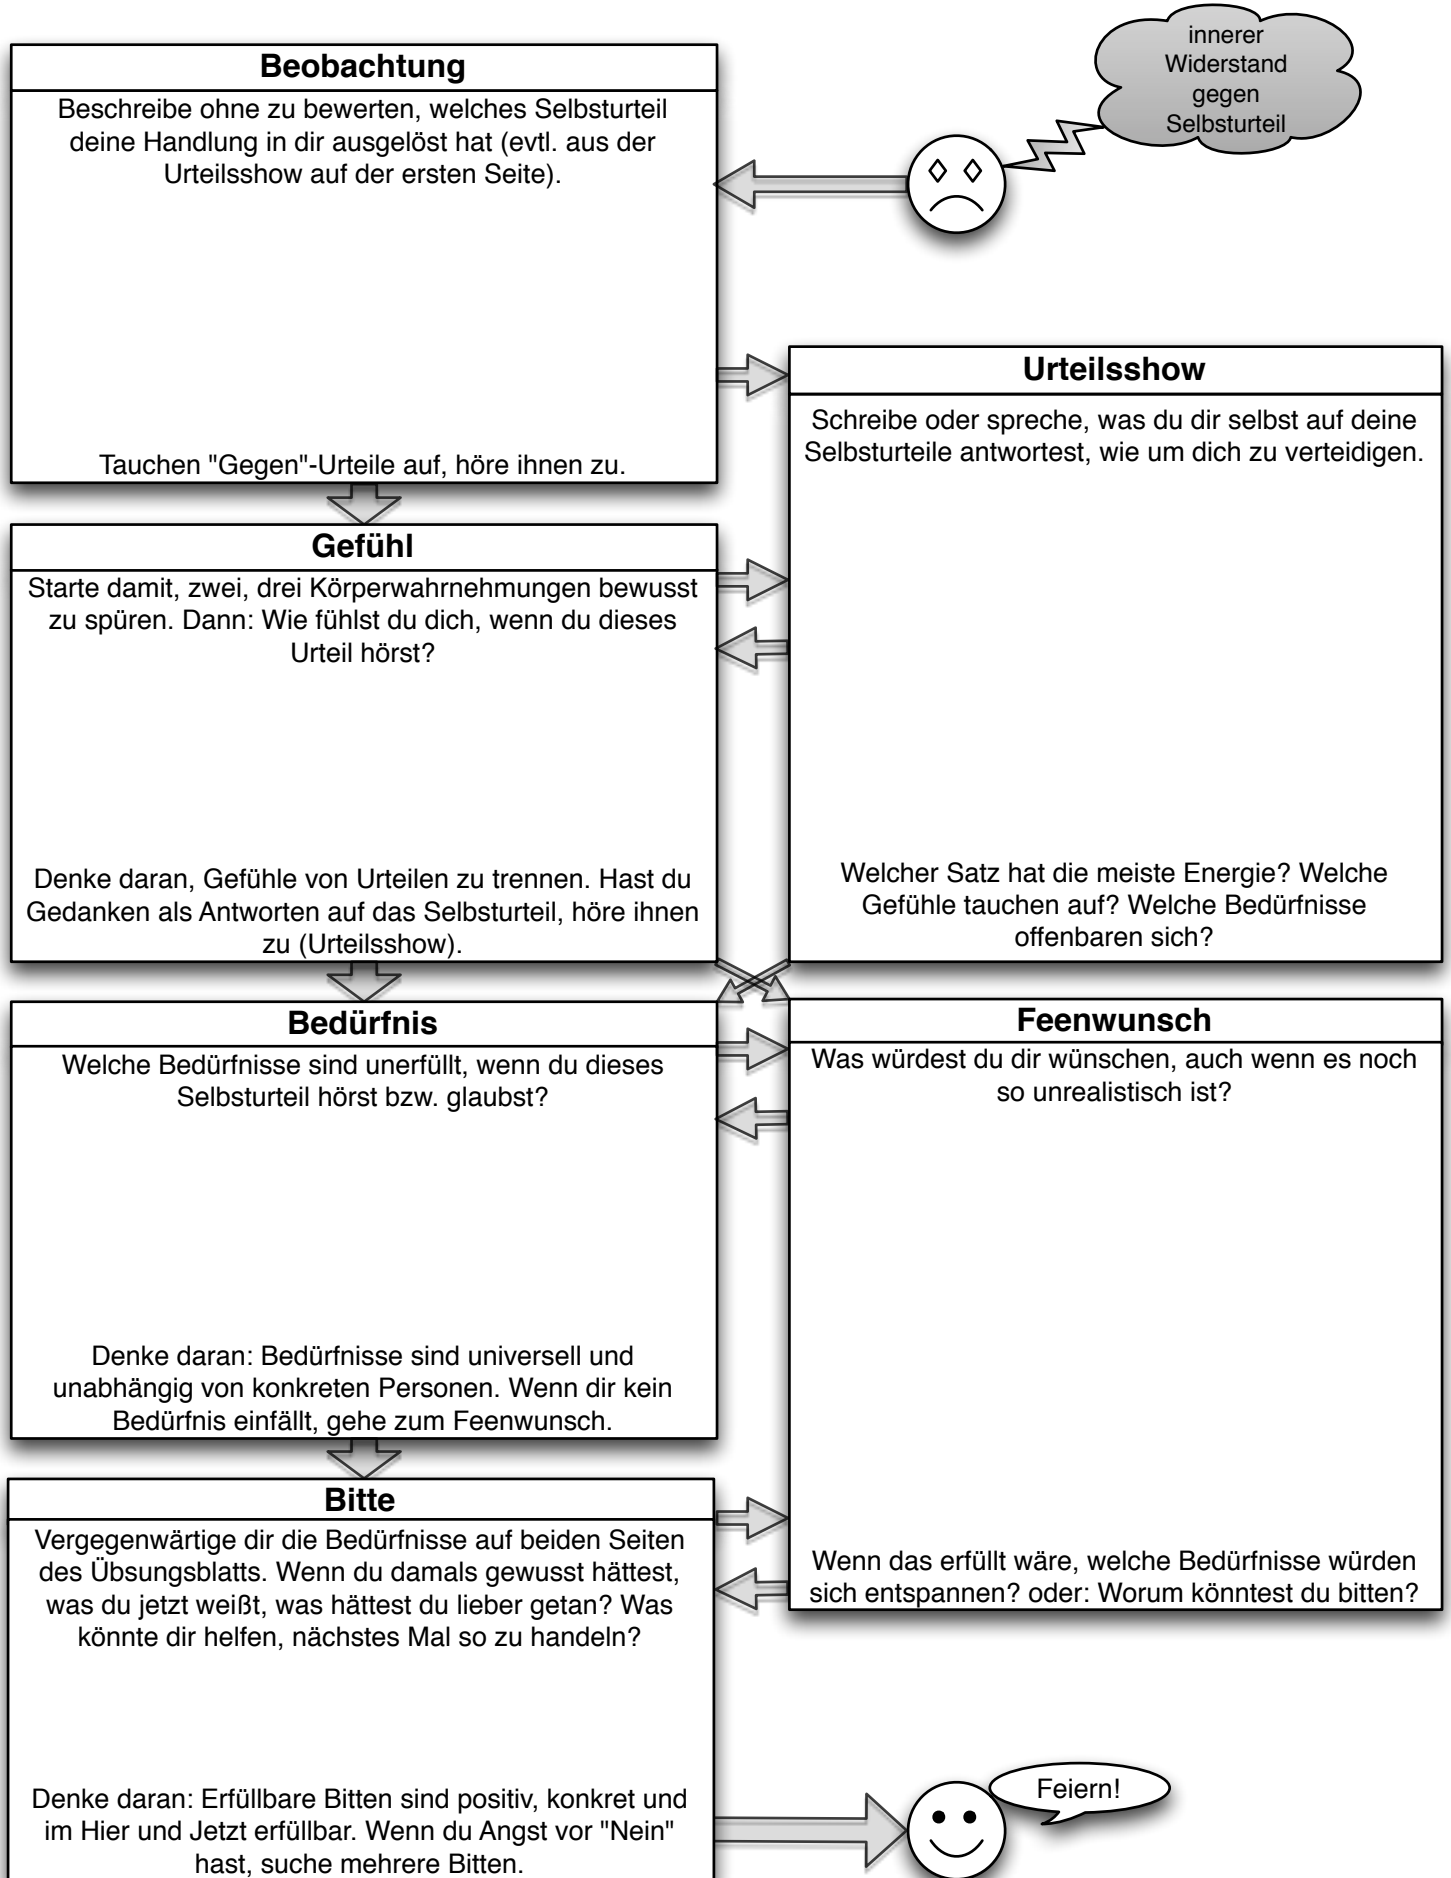 innerer
Widerstand
gegen
Selbsturteil
Beobachtung
Beschreibe ohne zu bewerten, welches Selbsturteil
deine Handlung in dir ausgelöst hat (evtl. aus der
Urteilsshow auf der ersten Seite).
Tauchen "Gegen"-Urteile auf, höre ihnen zu.
Urteilsshow
Schreibe oder spreche, was du dir selbst auf deine
Selbsturteile antwortest, wie um dich zu verteidigen.
Welcher Satz hat die meiste Energie? Welche
Gefühle tauchen auf? Welche Bedürfnisse
offenbaren sich?
Gefühl
Starte damit, zwei, drei Körperwahrnehmungen bewusst
zu spüren. Dann: Wie fühlst du dich, wenn du dieses
Urteil hörst?
Denke daran, Gefühle von Urteilen zu trennen. Hast du
Gedanken als Antworten auf das Selbsturteil, höre ihnen
zu (Urteilsshow).
Bedürfnis
Welche Bedürfnisse sind unerfüllt, wenn du dieses
Selbsturteil hörst bzw. glaubst?
Denke daran: Bedürfnisse sind universell und
unabhängig von konkreten Personen. Wenn dir kein
Bedürfnis einfällt, gehe zum Feenwunsch.
Feenwunsch
Was würdest du dir wünschen, auch wenn es noch
so unrealistisch ist?
Wenn das erfüllt wäre, welche Bedürfnisse würden
sich entspannen? oder: Worum könntest du bitten?
Bitte
Vergegenwärtige dir die Bedürfnisse auf beiden Seiten
des Übsungsblatts. Wenn du damals gewusst hättest,
was du jetzt weißt, was hättest du lieber getan? Was
könnte dir helfen, nächstes Mal so zu handeln?
Denke daran: Erfüllbare Bitten sind positiv, konkret und
im Hier und Jetzt erfüllbar. Wenn du Angst vor "Nein"
hast, suche mehrere Bitten.
Feiern!